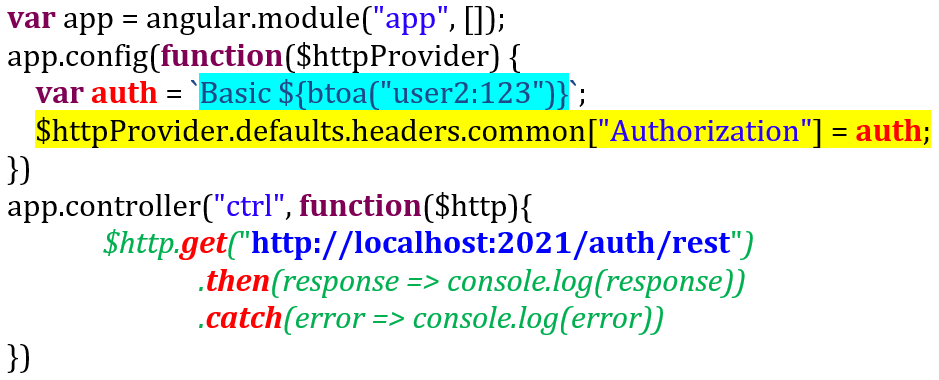 var app = angular.module("app", []);
app.config(function($httpProvider) {
var auth = `Basic ${btoa("user2:123")}`;
$httpProvider.defaults.headers.common["Authorization"] = auth;
})
app.controller("ctrl", function($http){
$http.get("http://localhost:2021/auth/rest")
.then(response => console.log(response))
.catch(error => console.log(error))
})